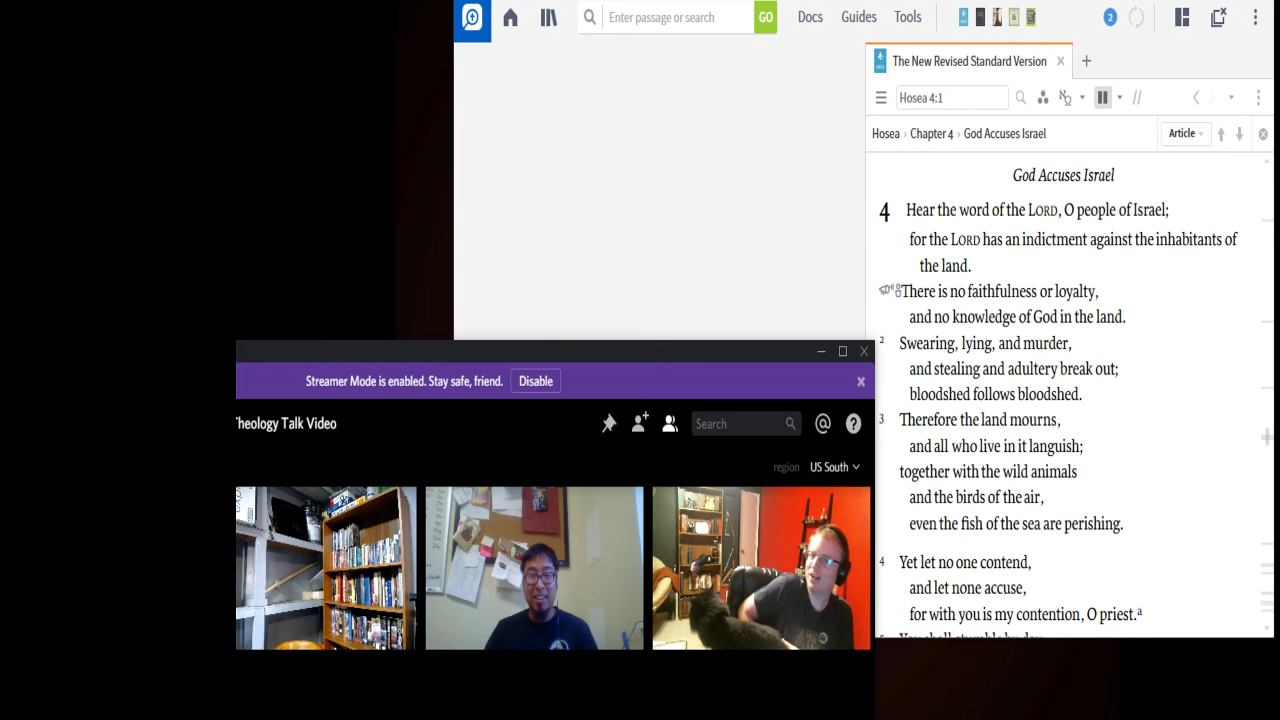 Enter passage or search
GO
Docs
Guides
Tools
2
The New Revised Standard Version
Hosea 4:1
Hosea › Chapter 4 › God Accuses Israel
Article
God Accuses Israel
4 Hear the word of the LORD, O people of Israel;
for the LORD has an indictment against the inhabitants of
the land.
There is no faithfulness or loyalty,
and no knowledge of God in the land.
2 Swearing, lying, and murder,
and stealing and adultery break out;
bloodshed follows bloodshed.
3 Therefore the land mourns,
and all who live in it languish;
together with the wild animals
and the birds of the air,
even the fish of the sea are perishing.
4 Yet let no one contend,
and let none accuse,
for with you is my contention, O priest.a
Streamer Mode is enabled. Stay safe, friend.
Disable
Theology Talk Video
Search
region
US South